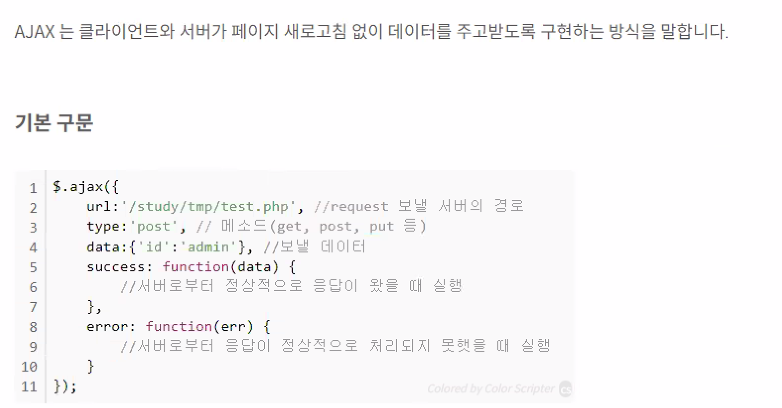 AJAX 는 클라이언트와 서버가 페이지 새로고침 없이 데이터를 주고받도록 구현하는 방식을 말합니다.
기본 구문
1 $.ajax({
2 url:'/study/tmp/test.php', //request 보낼 서버의 경로
3 type:'post', // 메소드(get, post, put 등)
4 data:{'id':'admin'}, //보낼 데이터
5 success: function(data) {
6 //서버로부터 정상적으로 응답이 왔을 때 실행
7 },
8 error: function(err) {
9 //서버로부터 응답이 정상적으로 처리되지 못햇을 때 실행
10 }
11 });
Colored by Color Scripter cs